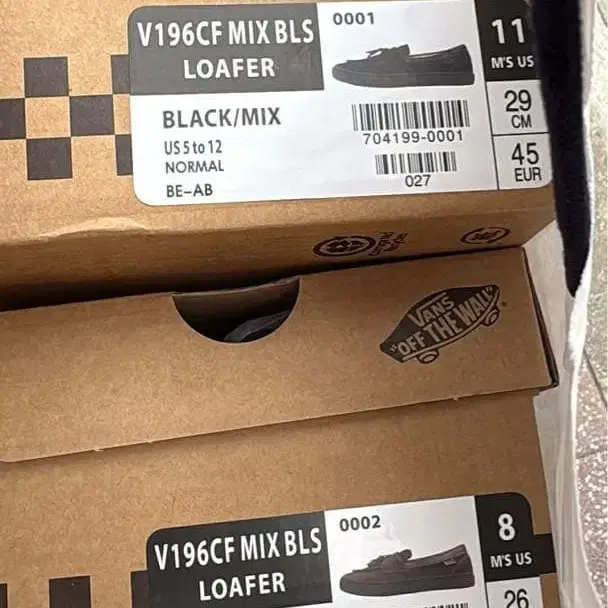 V196CF MIX BLS
LOAFER
0001
11
M'S US
BLACK/MIX
US 5 to 12
NORMAL
BE-AB
704199-0001
027
29
CM
45
EUR
VANS
"OFF THE WALL"
V196CF MIX BLS
LOAFER
0002
8
M'S US
26